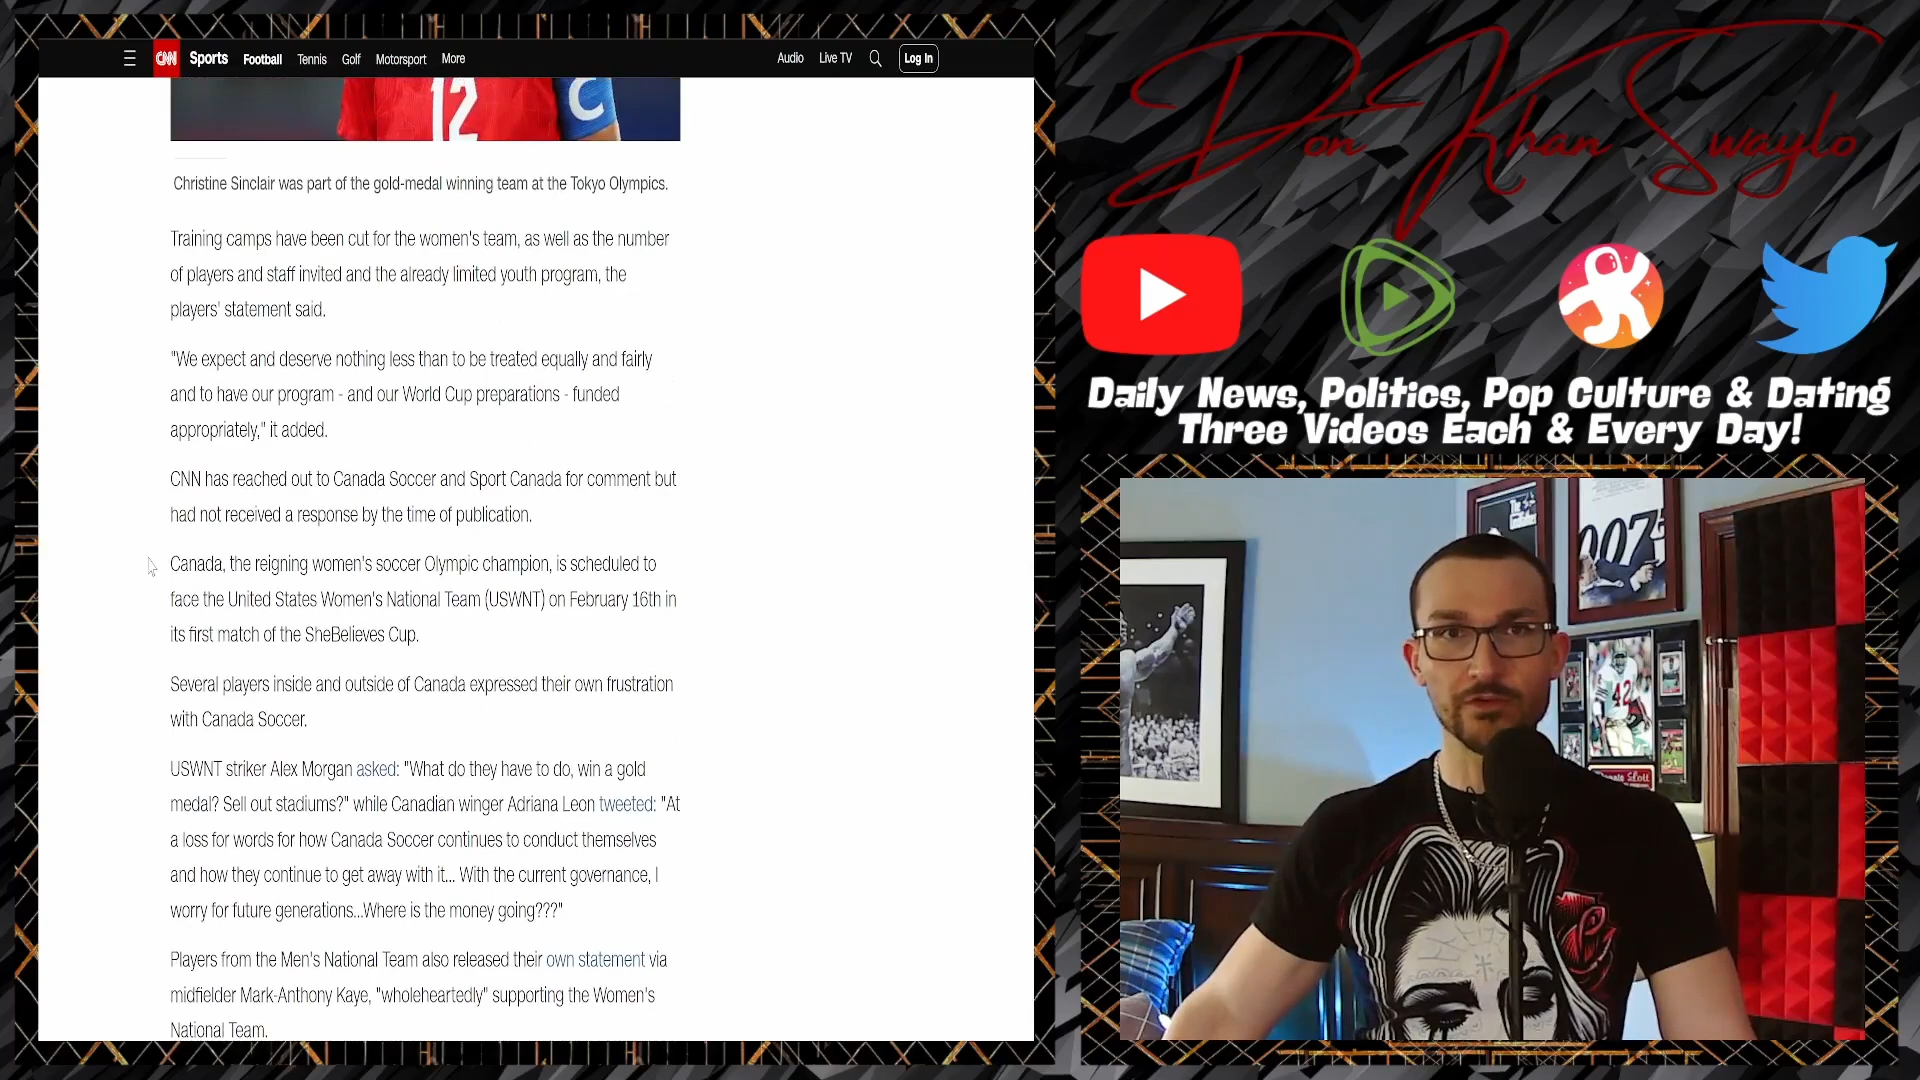 CNN Sports Football Tennis Golf Motorsport More Audio Live TV Log In
12 C
Christine Sinclair was part of the gold-medal winning team at the Tokyo Olympics.
Training camps have been cut for the women's team, as well as the number
of players and staff invited and the already limited youth program, the
players' statement said.
"We expect and deserve nothing less than to be treated equally and fairly
and to have our program - and our World Cup preparations - funded
appropriately," it added.
CNN has reached out to Canada Soccer and Sport Canada for comment but
had not received a response by the time of publication.
Canada, the reigning women's soccer Olympic champion, is scheduled to
face the United States Women's National Team (USWNT) on February 16th in
its first match of the SheBelieves Cup.
Several players inside and outside of Canada expressed their own frustration
with Canada Soccer.
USWNT striker Alex Morgan asked: "What do they have to do, win a gold
medal? Sell out stadiums?" while Canadian winger Adriana Leon tweeted: "At
a loss for words for how Canada Soccer continues to conduct themselves
and how they continue to get away with it... With the current governance, I
worry for future generations...Where is the money going???"
Players from the Men's National Team also released their own statement via
midfielder Mark-Anthony Kaye, "wholeheartedly" supporting the Women's
National Team.
Don Khan Swaylo
Daily News, Politics, Pop Culture & Dating
Three Videos Each & Every Day!
007
42